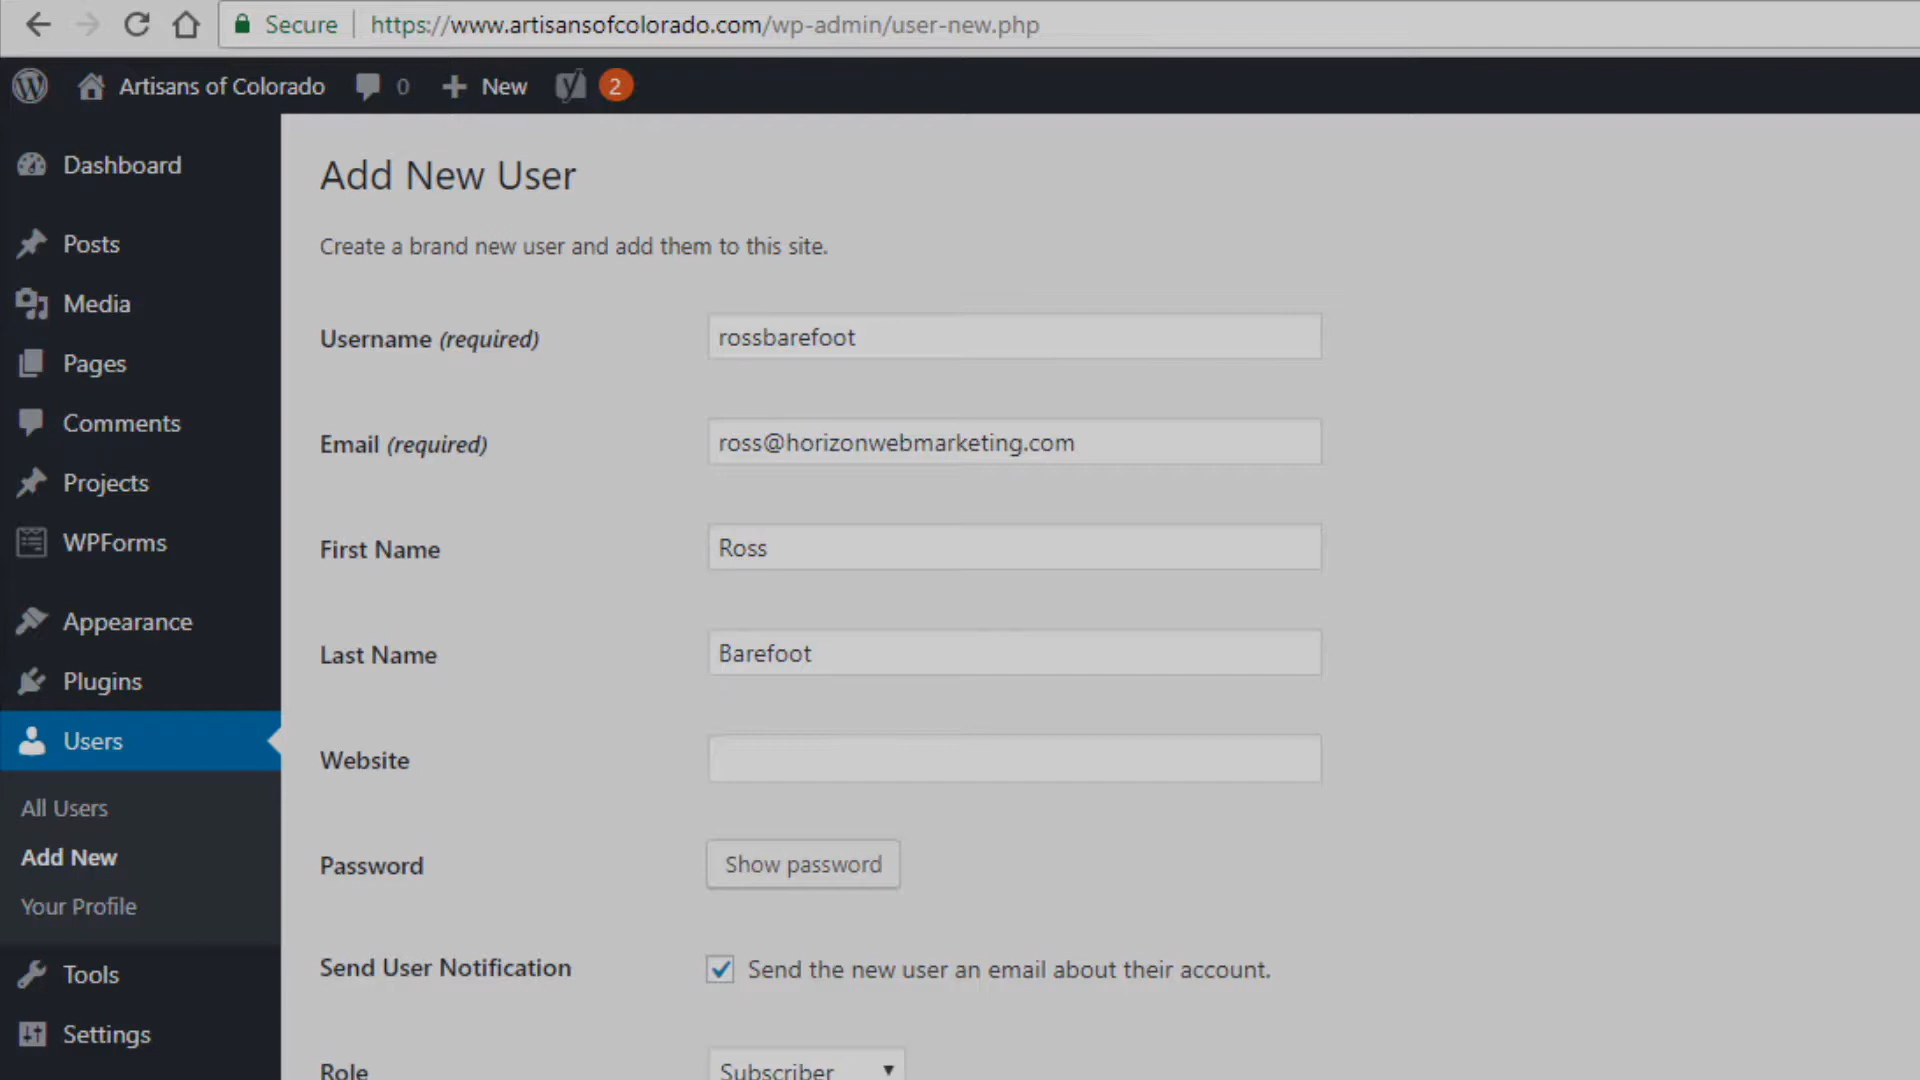 Secure https://www.artisansofcolorado.com/wp-admin/user-new.php
Artisans of Colorado 0 New 2
Dashboard
Posts
Media
Pages
Comments
Projects
WPForms
Appearance
Plugins
Users
All Users
Add New
Your Profile
Tools
Settings
Add New User
Create a brand new user and add them to this site.
Username (required) rossbarefoot
Email (required) ross@horizonwebmarketing.com
First Name Ross
Last Name Barefoot
Website
Password Show password
Send User Notification Send the new user an email about their account.
Role Subscriber